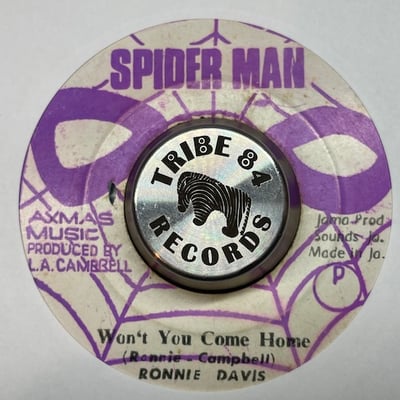 SPIDER MAN
TRIBE 84
RECORDS
AXMAS
MUSIC
PRODUCED BY
L.A. CAMBRELL
Jama Prod
Sounds Ja.
Made in Ja.
P
Won't You Come Home
(Ronnie - Campbell)
RONNIE DAVIS